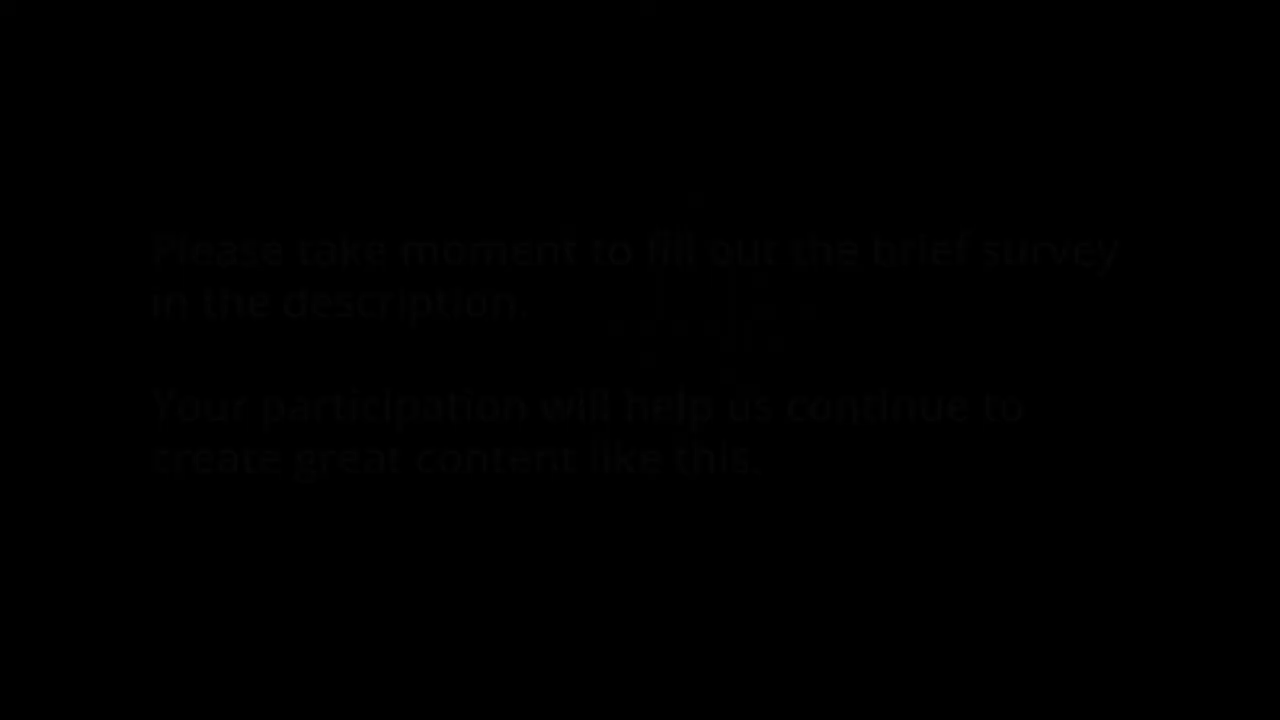 Please take moment to fill out the brief survey
in the description.
Your participation will help us continue to
create great content like this.